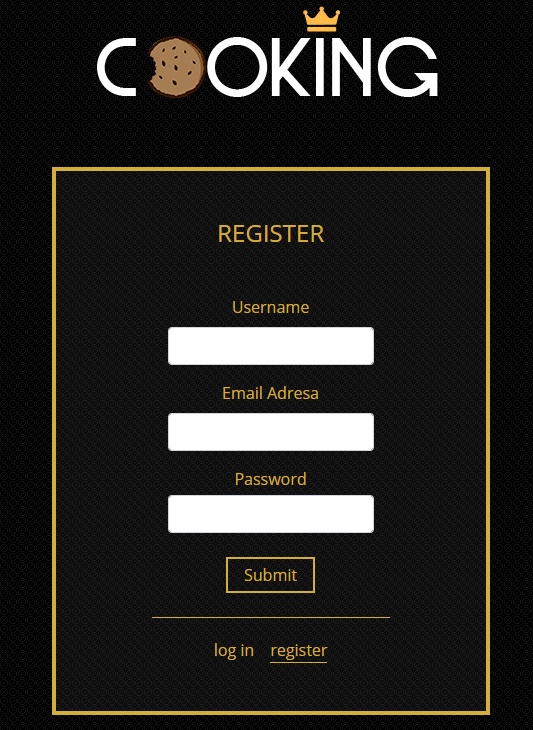 COOKING
REGISTER
Username
Email Adresa
Password
Submit
log in register